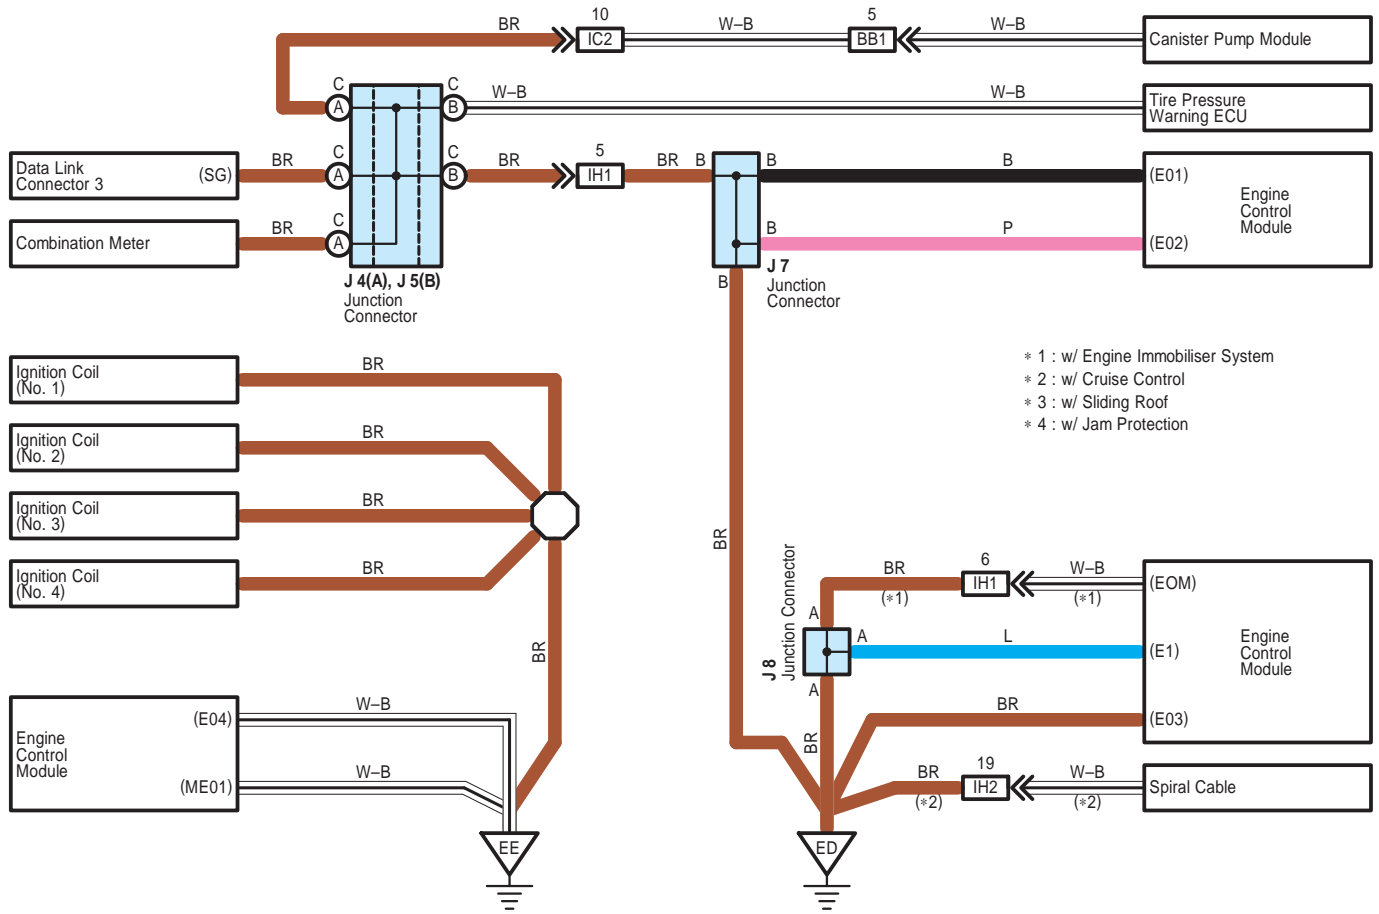 BR
10
IC2
W–B
5
BB1
W–B
Canister Pump Module
C
A
C
B
W–B
W–B
Tire Pressure
Warning ECU
Data Link
Connector 3
(SG)
BR
C
A
C
B
BR
5
IH1
BR
B
B
B
(E01)
Engine
Control
Module
Combination Meter
BR
C
A
B
P
(E02)
J 4(A), J 5(B)
Junction
Connector
B
J 7
Junction
Connector
∗ 1 : w/ Engine Immobiliser System
∗ 2 : w/ Cruise Control
∗ 3 : w/ Sliding Roof
∗ 4 : w/ Jam Protection
Ignition Coil
(No. 1)
BR
Ignition Coil
(No. 2)
BR
Ignition Coil
(No. 3)
BR
Ignition Coil
(No. 4)
BR
BR
BR
J 8
Junction Connector
A
BR
(∗1)
6
IH1
W–B
(∗1)
(EOM)
A
L
(E1)
Engine
Control
Module
A
BR
BR
(E03)
Engine
Control
Module
(E04)
W–B
(ME01)
W–B
BR
(∗2)
19
IH2
W–B
(∗2)
Spiral Cable
EE
ED